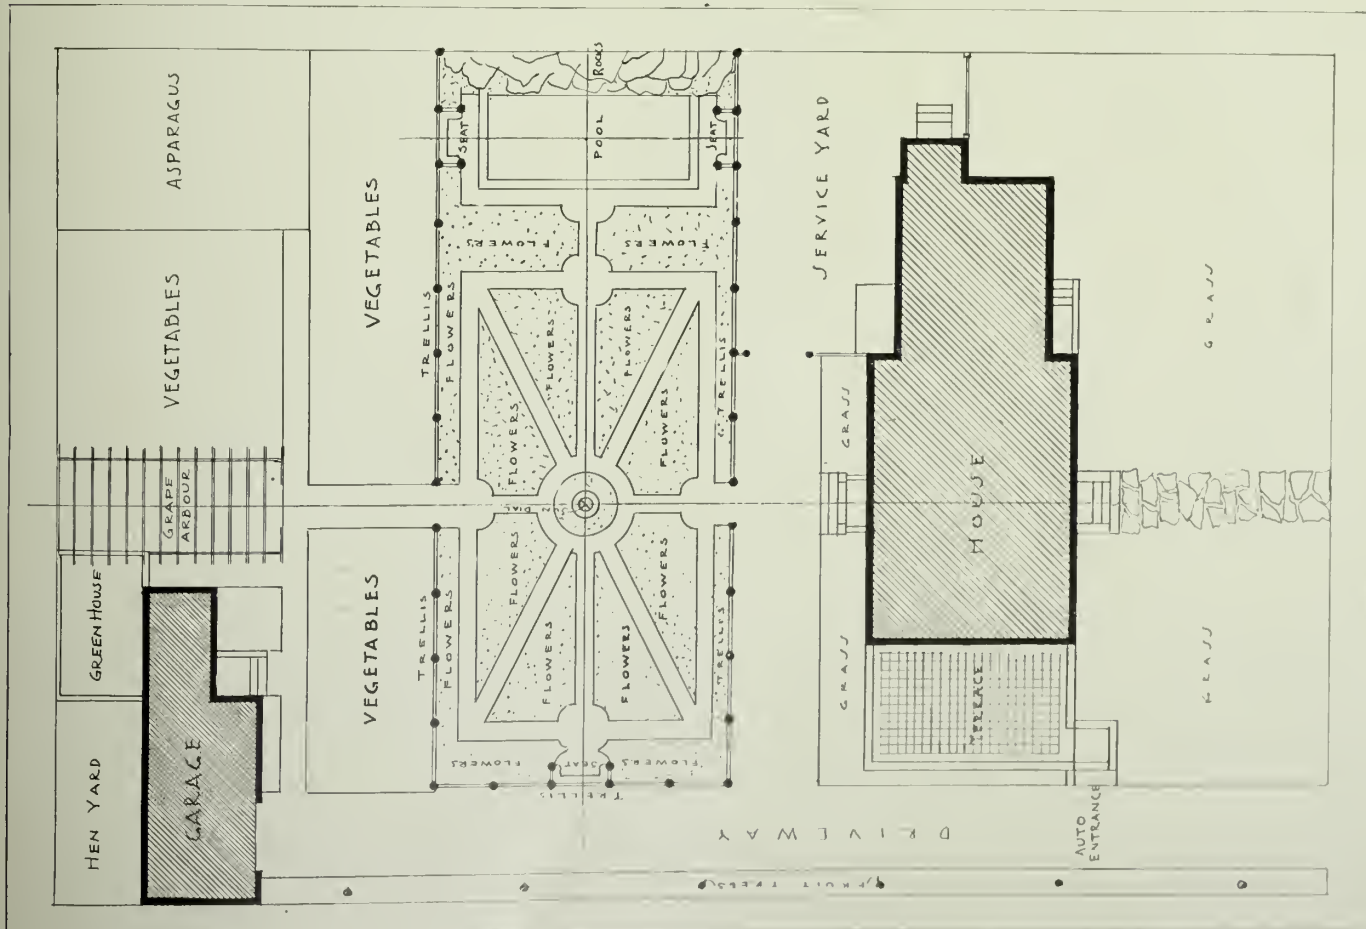 ASPARAGUS
VEGETABLES
GRAPE
ARBOUR
GREEN HOUSE
HEN YARD
GARAGE
VEGETABLES
VEGETABLES
TRELLIS
FLOWERS
TRELLIS
FLOWERS
ROCKS
SEAT
POOL
SEAT
FLOWERS
FLOWERS
FLOWERS
FLOWERS
FLOWERS
FLOWERS
TRELLIS
SUN DIAL
FLOWERS
FLOWERS
FLOWERS
FLOWERS
TRELLIS
FLOWERS
SEAT
FLOWERS
TRELLIS
SERVICE YARD
GRASS
HOUSE
GRASS
GRASS
TERRACE
GRASS
DRIVEWAY
AUTO
ENTRANCE
FRUIT TREES